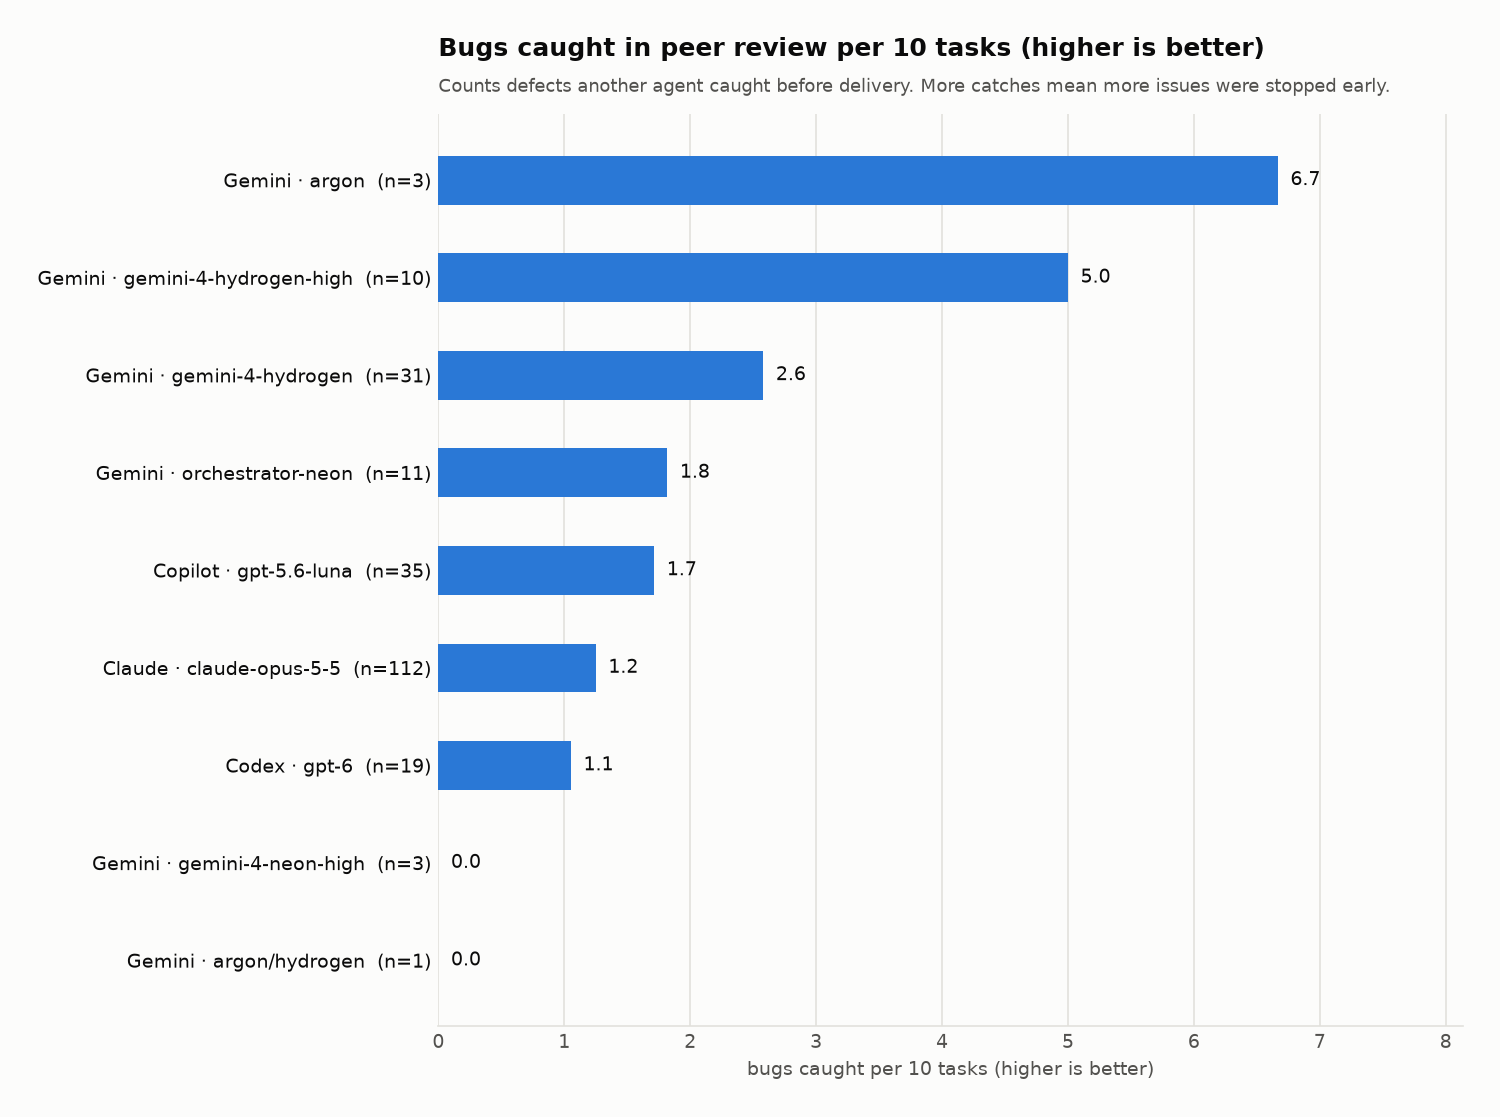 Bugs caught in peer review per 10 tasks (higher is better)
Counts defects another agent caught before delivery. More catches mean more issues were stopped early.
Gemini · argon (n=3) 6.7
Gemini · gemini-4-hydrogen-high (n=10) 5.0
Gemini · gemini-4-hydrogen (n=31) 2.6
Gemini · orchestrator-neon (n=11) 1.8
Copilot · gpt-5.6-luna (n=35) 1.7
Claude · claude-opus-5-5 (n=112) 1.2
Codex · gpt-6 (n=19) 1.1
Gemini · gemini-4-neon-high (n=3) 0.0
Gemini · argon/hydrogen (n=1) 0.0
0 1 2 3 4 5 6 7 8
bugs caught per 10 tasks (higher is better)